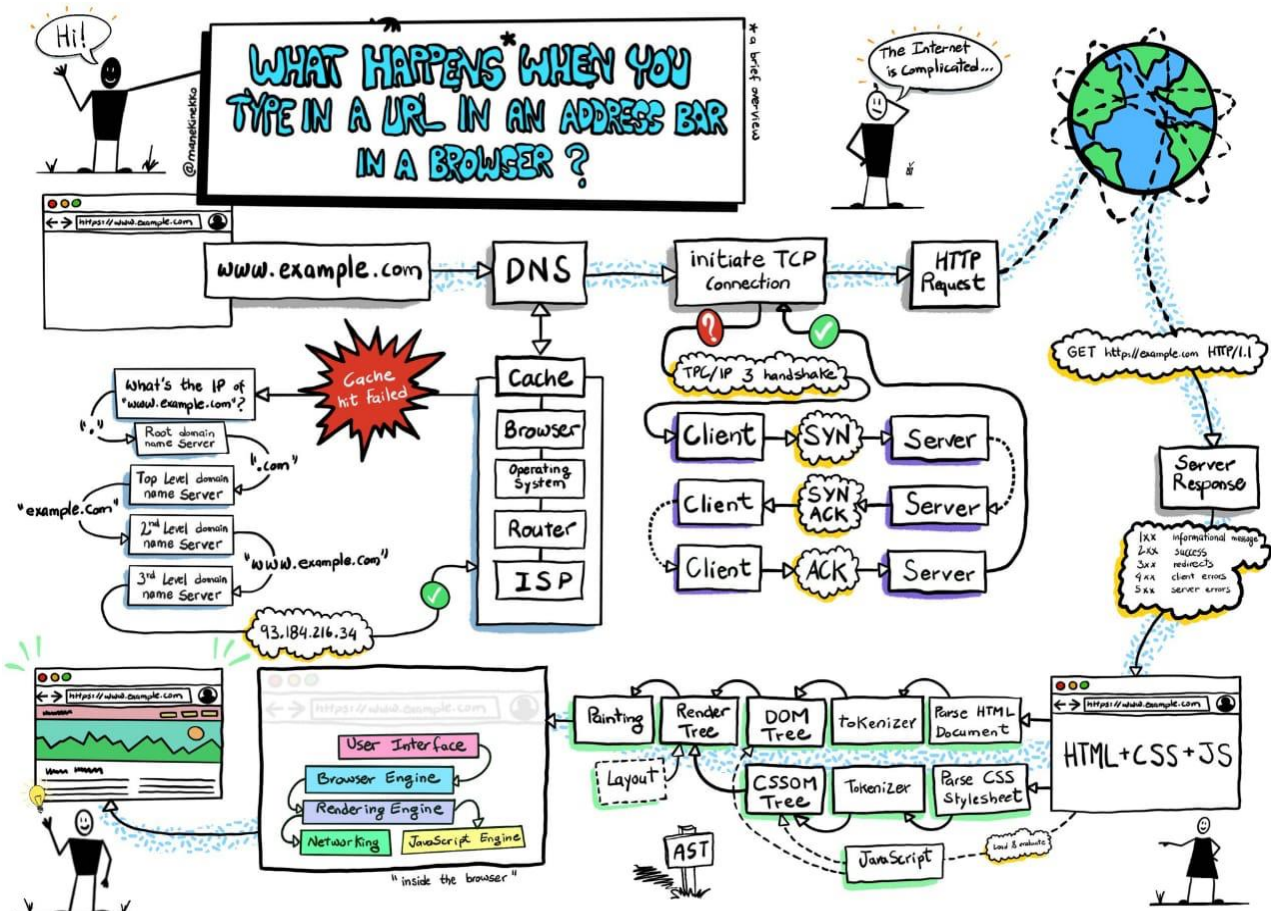 Hi!
WHAT HAPPENS* WHEN YOU
TYPE IN A URL IN AN ADDRESS BAR
IN A BROWSER ?
@manekinekko
* a brief overview
The Internet
is complicated...
https://www.example.com
www.example.com
DNS
initiate TCP
Connection
HTTP
Request
GET http://example.com HTTP/1.1
Server
Response
1xx informational message
2xx success
3xx redirects
4xx client errors
5xx server errors
Cache
Browser
Operating
System
Router
ISP
Cache
hit failed
What's the IP of
"www.example.com"?
"."
Root domain
name Server
".com"
Top Level domain
name Server
"example.com"
2nd Level domain
name Server
"www.example.com"
3rd Level domain
name Server
93.184.216.34
?
TPC/IP 3 handshake
Client
SYN
Server
Client
SYN
ACK
Server
Client
ACK
Server
https://www.example.com
HTML+CSS+JS
Parse HTML
Document
tokenizer
DOM
Tree
Render
Tree
Painting
Layout
Parse CSS
Stylesheet
Tokenizer
CSSOM
Tree
Load & evaluate
JavaScript
AST
https://www.example.com
User Interface
Browser Engine
Rendering Engine
Networking
JavaScript Engine
"inside the browser"
https://www.example.com